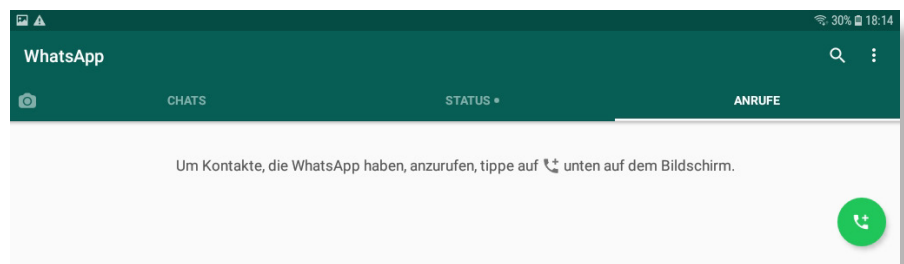 30% 18:14
WhatsApp
CHATS STATUS ANRUFE
Um Kontakte, die WhatsApp haben, anzurufen, tippe auf unten auf dem Bildschirm.